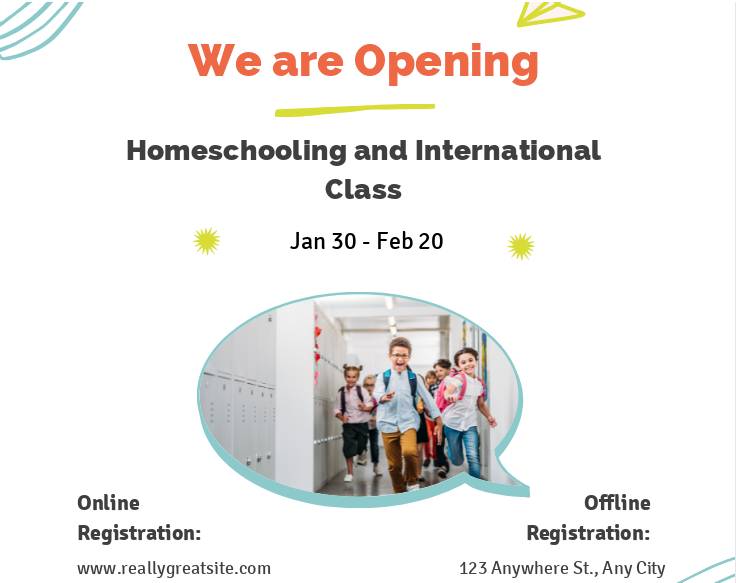 We are Opening
Homeschooling and International
Class
Jan 30 - Feb 20
Online
Registration:
www.reallygreatsite.com
Offline
Registration:
123 Anywhere St., Any City